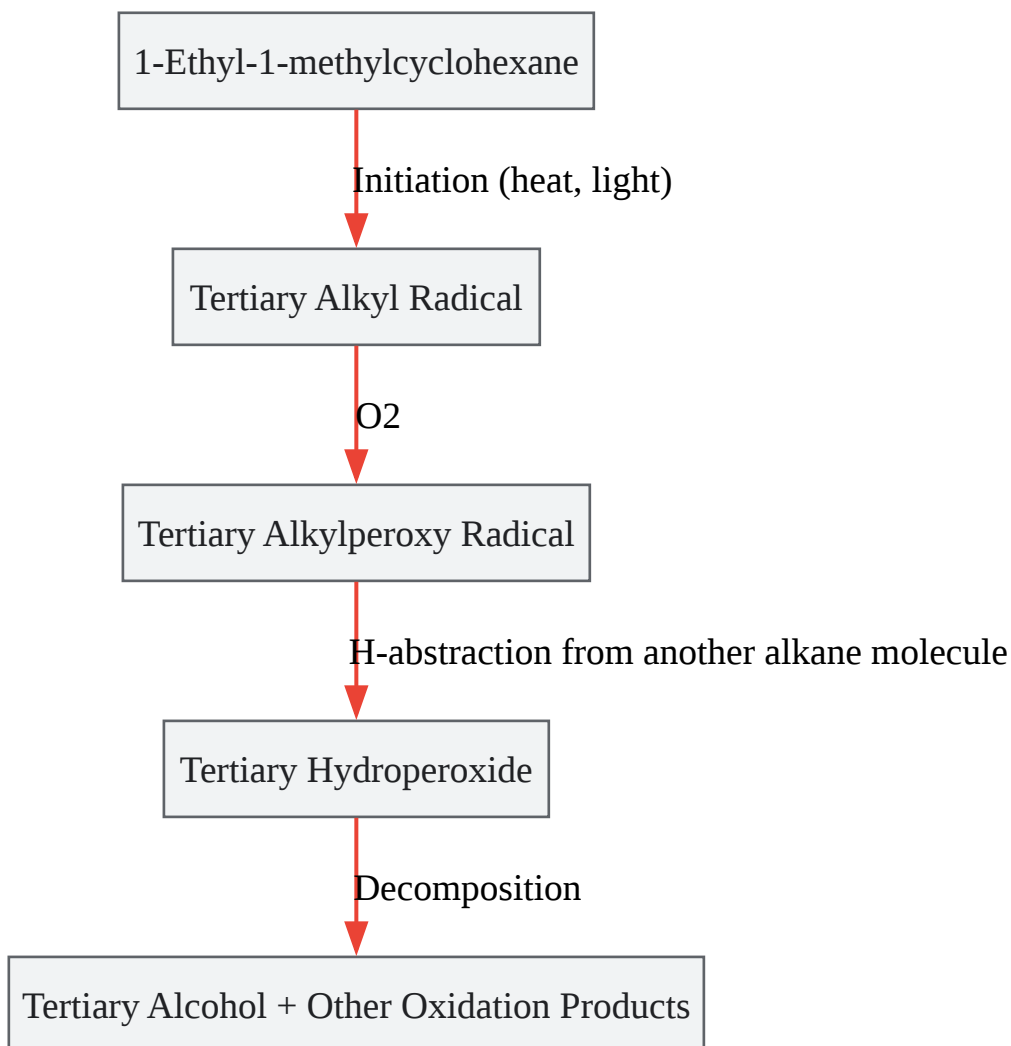 1-Ethyl-1-methylcyclohexane
Initiation (heat, light)
Tertiary Alkyl Radical
O2
Tertiary Alkylperoxy Radical
H-abstraction from another alkane molecule
Tertiary Hydroperoxide
Decomposition
Tertiary Alcohol + Other Oxidation Products